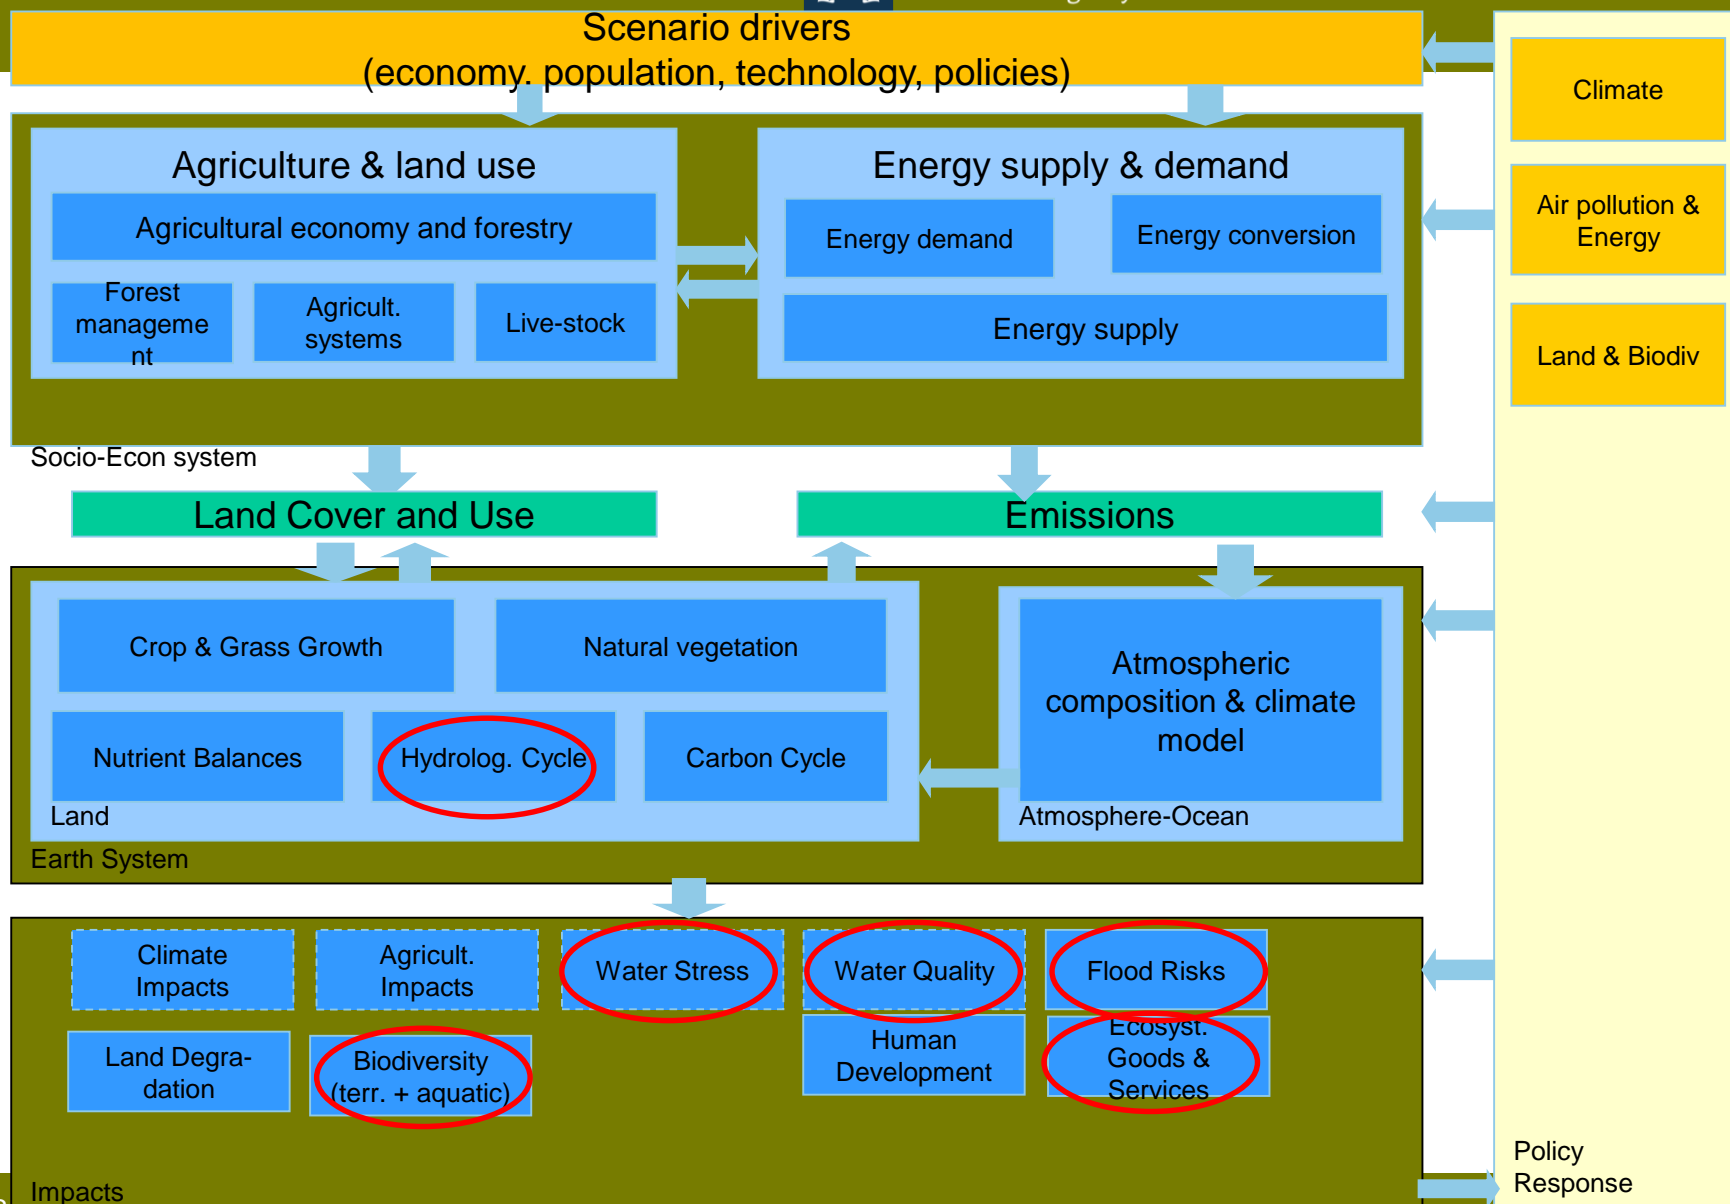 Scenario drivers
(economy. population, technology, policies)
Climate
Agriculture & land use
Energy supply & demand
Air pollution &
Energy
Agricultural economy and forestry
Energy demand
Energy conversion
Forest
manageme
nt
Agricult.
systems
Live-stock
Energy supply
Land & Biodiv
Socio-Econ system
Land Cover and Use
Emissions
Crop & Grass Growth
Natural vegetation
Atmospheric
composition & climate
model
Nutrient Balances
Hydrolog. Cycle
Carbon Cycle
Land
Atmosphere-Ocean
Earth System
Climate
Impacts
Agricult.
Impacts
Water Stress
Water Quality
Flood Risks
Land Degra-
dation
Biodiversity
(terr. + aquatic)
Human
Development
Ecosyst.
Goods &
Services
Policy
Response
Impacts